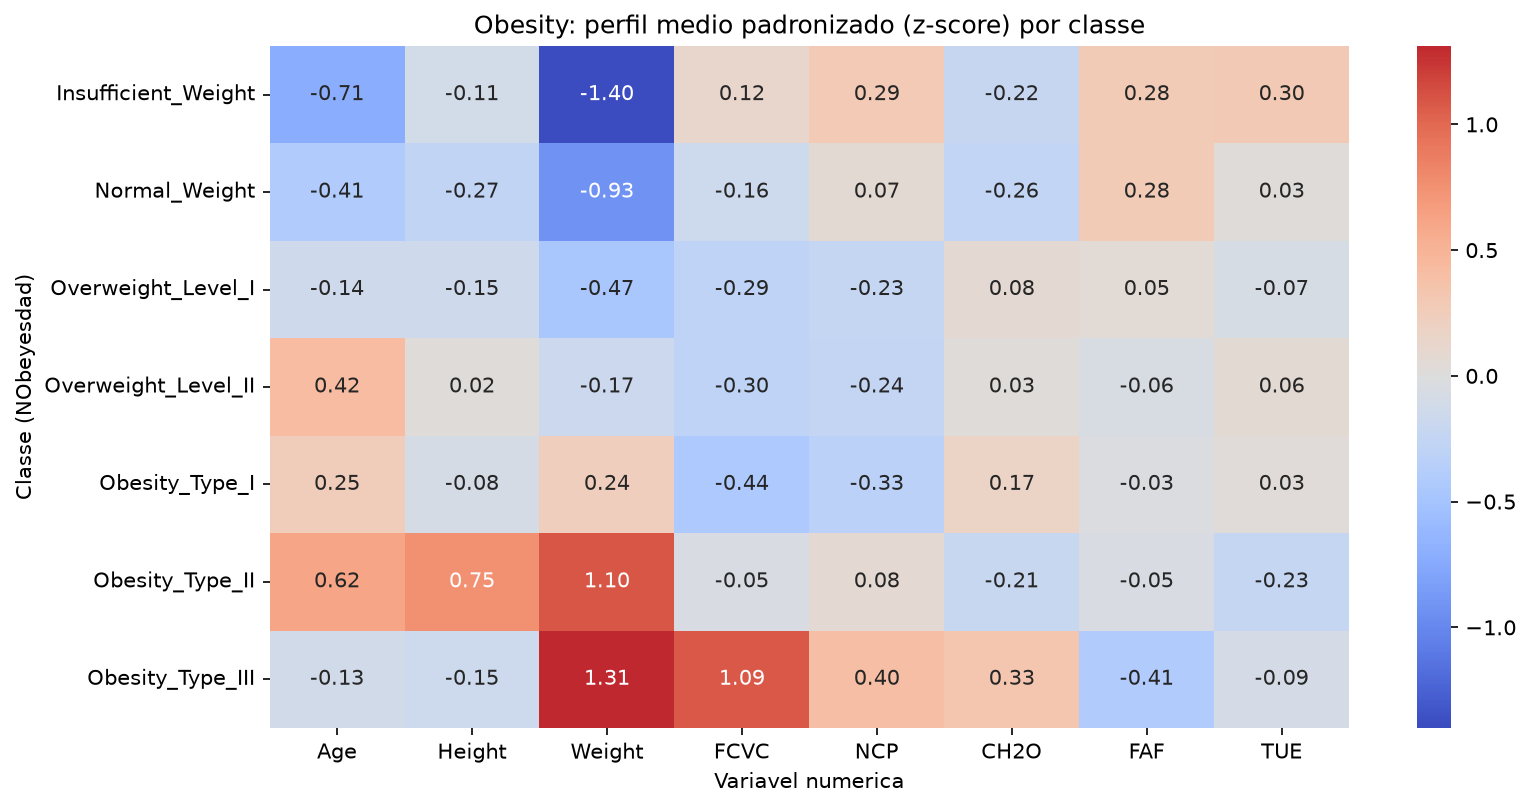 Obesity: perfil medio padronizado (z-score) por classe
Classe (NObeyesdad)
Insufficient_Weight -0.71 -0.11 -1.40 0.12 0.29 -0.22 0.28 0.30
Normal_Weight -0.41 -0.27 -0.93 -0.16 0.07 -0.26 0.28 0.03
Overweight_Level_I -0.14 -0.15 -0.47 -0.29 -0.23 0.08 0.05 -0.07
Overweight_Level_II 0.42 0.02 -0.17 -0.30 -0.24 0.03 -0.06 0.06
Obesity_Type_I 0.25 -0.08 0.24 -0.44 -0.33 0.17 -0.03 0.03
Obesity_Type_II 0.62 0.75 1.10 -0.05 0.08 -0.21 -0.05 -0.23
Obesity_Type_III -0.13 -0.15 1.31 1.09 0.40 0.33 -0.41 -0.09
Age Height Weight FCVC NCP CH2O FAF TUE
Variavel numerica
1.0
0.5
0.0
−0.5
−1.0